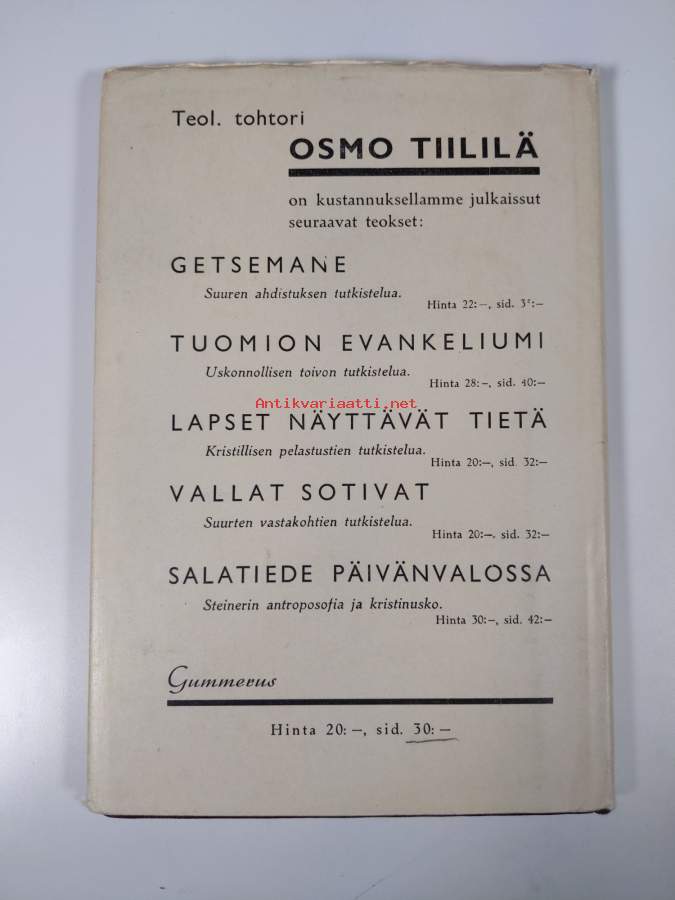 Teol. tohtori
OSMO TIILILÄ
on kustannuksellamme julkaissut
seuraavat teokset:
GETSEMANE
Suuren ahdistuksen tutkistelua.
Hinta 22:–, sid.
TUOMION EVANKELIUMI
Uskonnollisen toivon tutkistelua.
Hinta 28:–, sid. 40:–
Antikvariaatti.net
LAPSET NÄYTTÄVÄT TIETÄ
Kristillisen pelastustien tutkistelua.
Hinta 20:–, sid. 32:–
VALLAT SOTIVAT
Suurten vastakohtien tutkistelua.
Hinta 20:–, sid. 32:–
SALATIEDE PÄIVÄNVALOSSA
Steinerin antroposofia ja kristinusko.
Hinta 30:–, sid. 42:–
Gummerus
Hinta 20:–, sid. 30:–